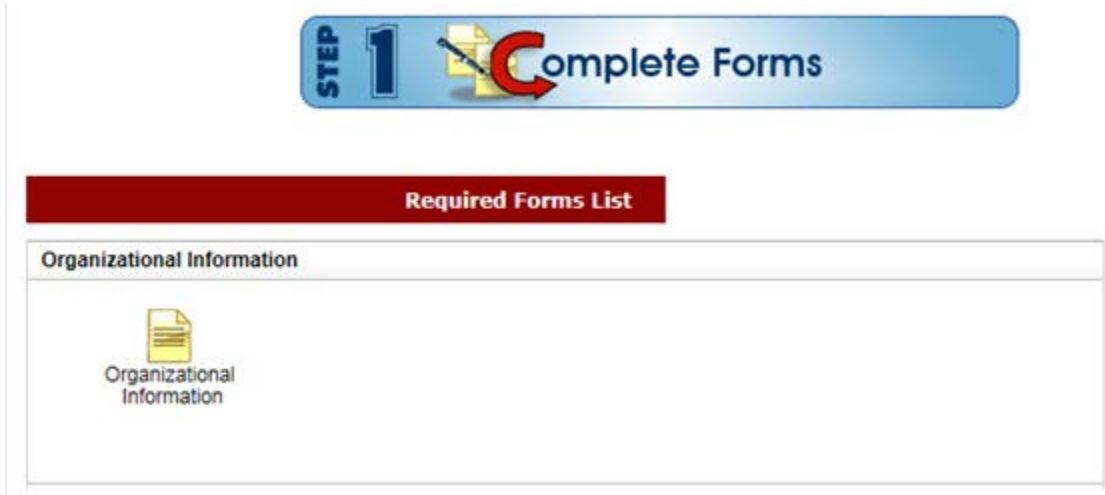 STEP 1 Complete Forms
Required Forms List
Organizational Information
Organizational
Information